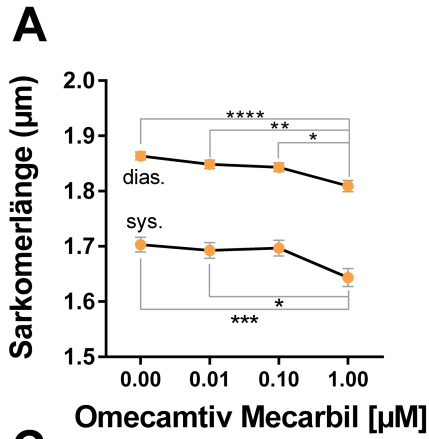 A
Sarkomerlänge (µm)
2.0
1.9
1.8
1.7
1.6
1.5
****
**
*
dias.
sys.
*
***
0.00 0.01 0.10 1.00
Omecamtiv Mecarbil [µM]